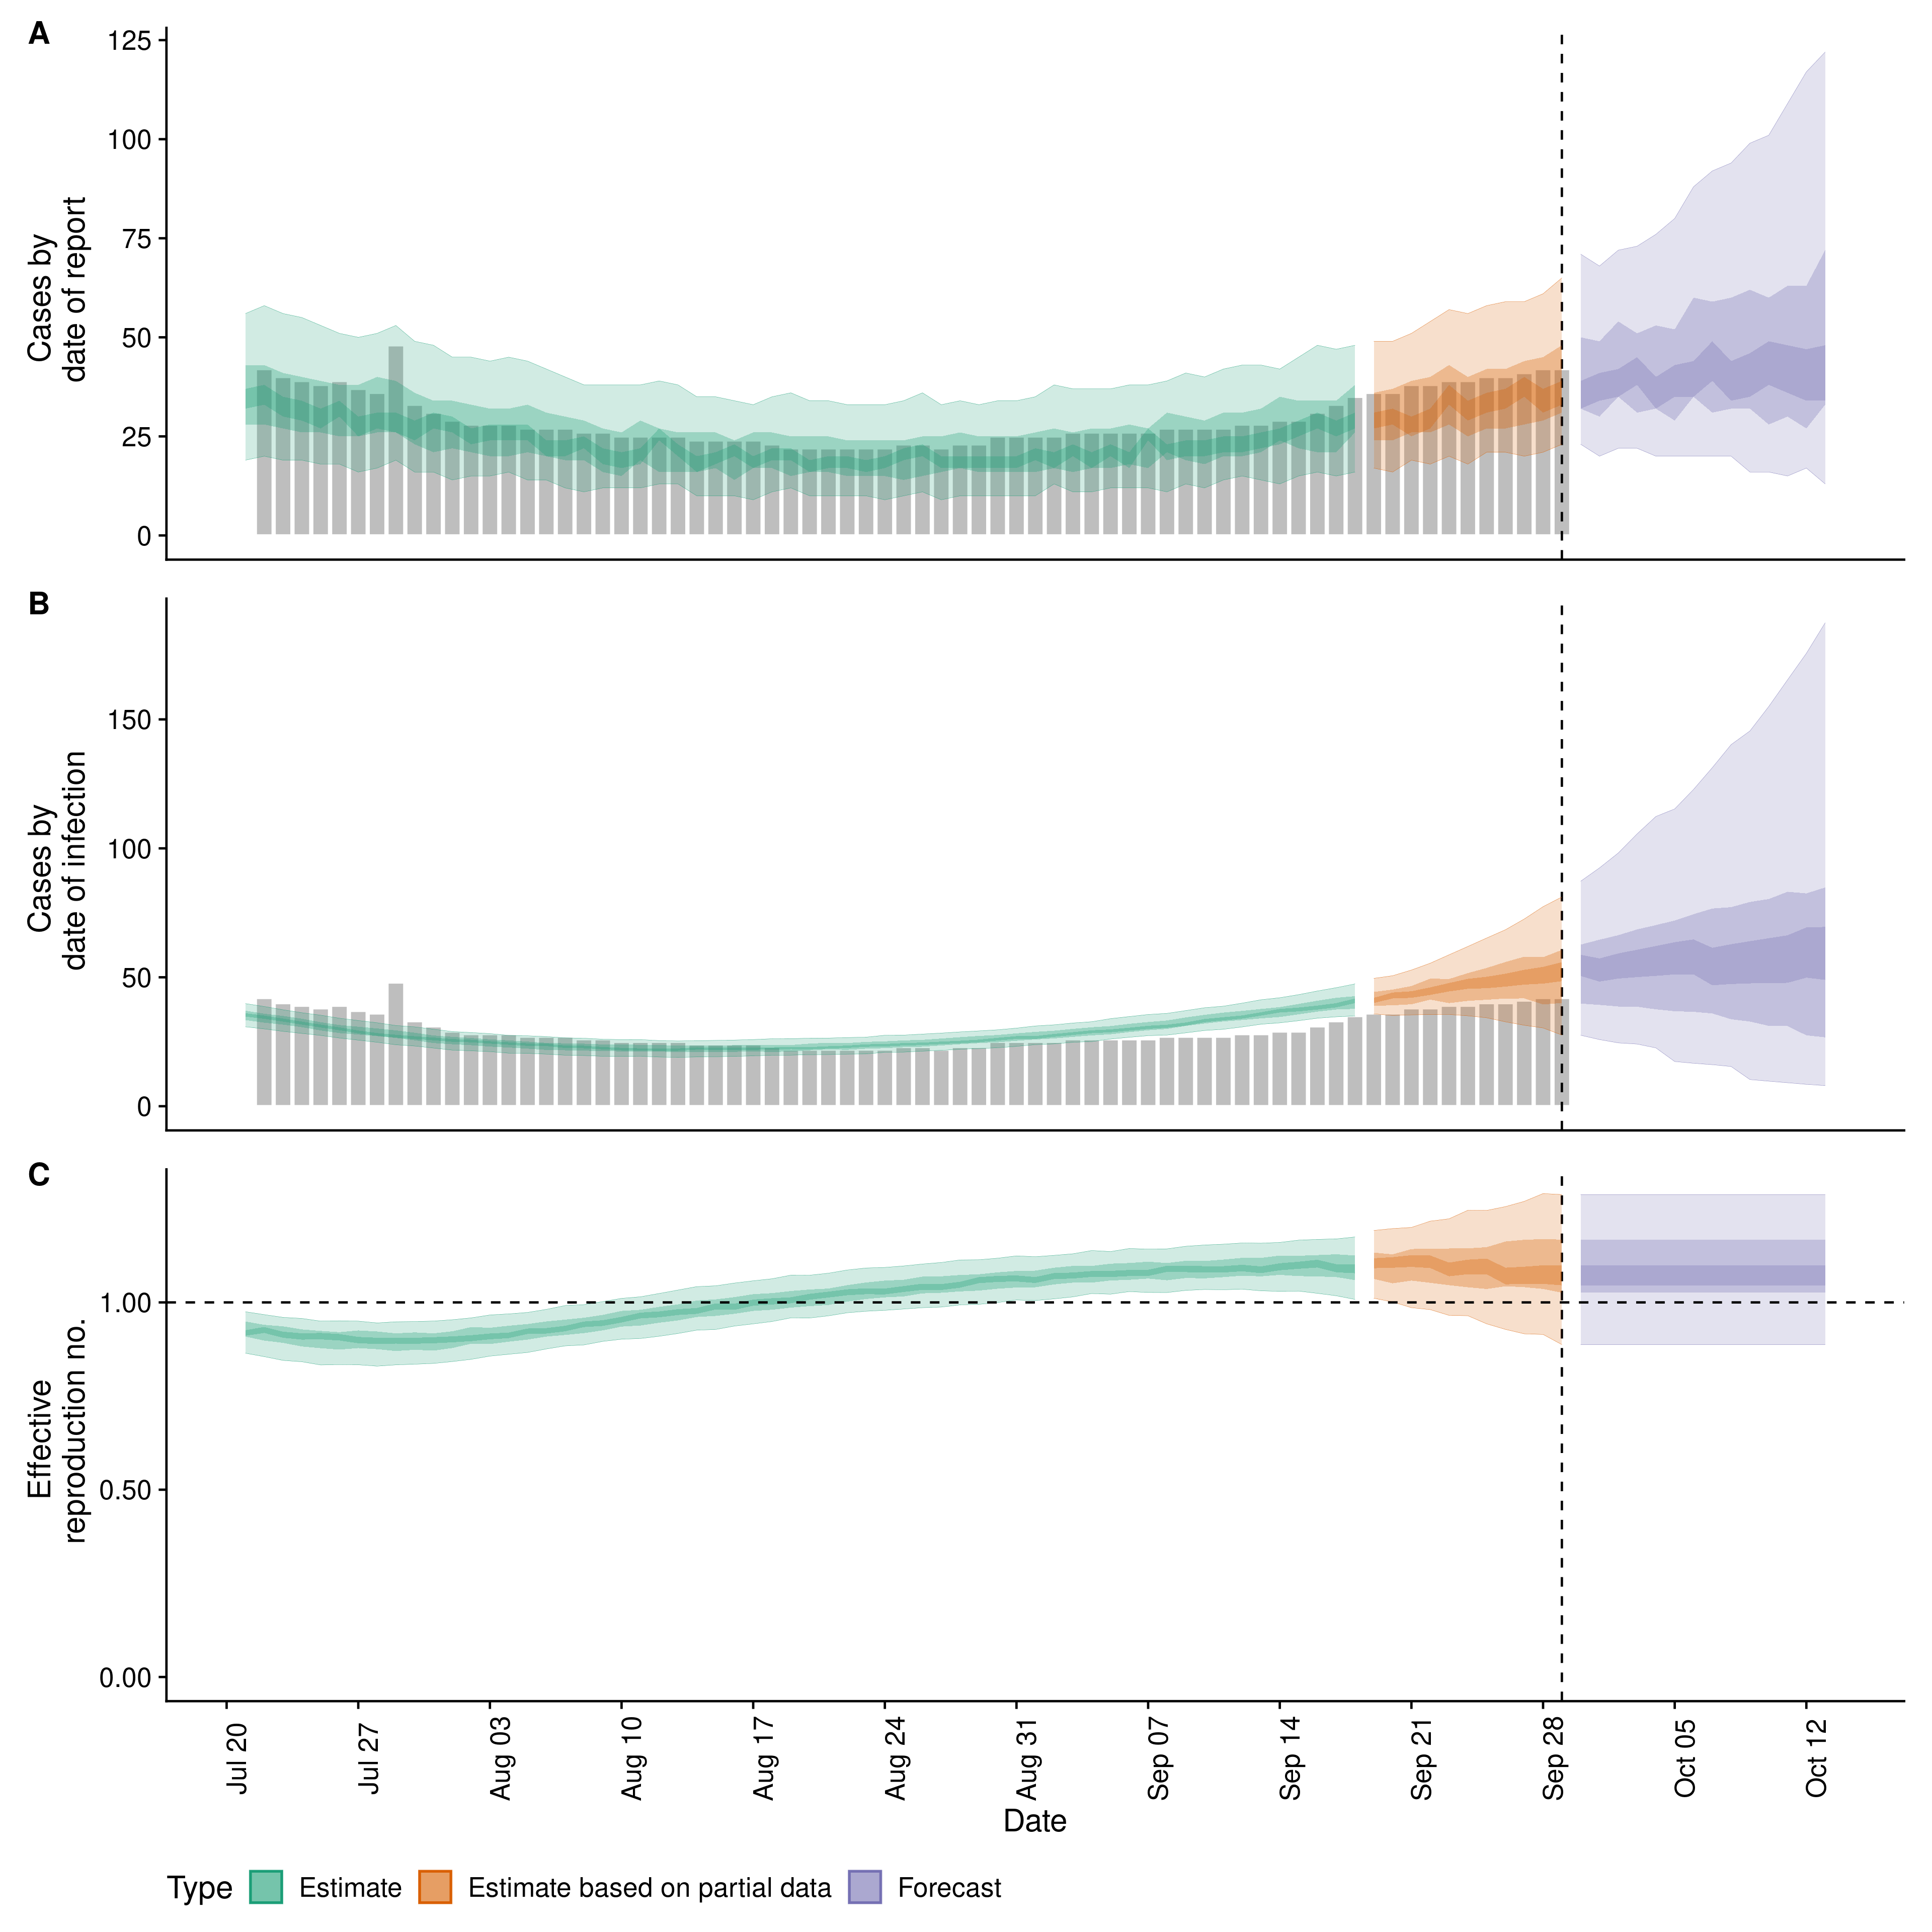 A
Cases by
date of report
125
100
75
50
25
0
B
Cases by
date of infection
150
100
50
0
C
Effective
reproduction no.
1.00
0.50
0.00
Jul 20
Jul 27
Aug 03
Aug 10
Aug 17
Aug 24
Aug 31
Sep 07
Sep 14
Sep 21
Sep 28
Oct 05
Oct 12
Date
Type Estimate Estimate based on partial data Forecast